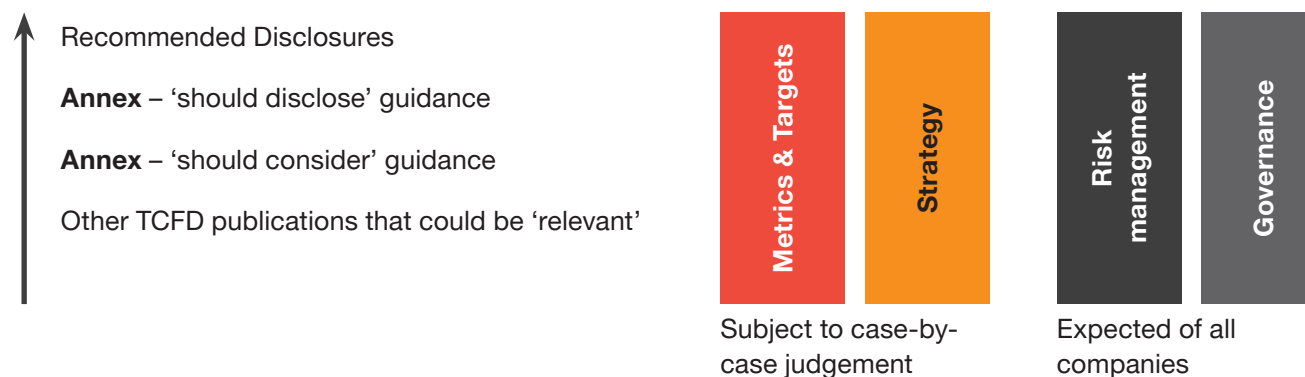 Recommended Disclosures
Annex – ‘should disclose’ guidance
Annex – ‘should consider’ guidance
Other TCFD publications that could be ‘relevant’
Metrics & Targets
Strategy
Risk
management
Governance
Subject to case-by-
case judgement
Expected of all
companies